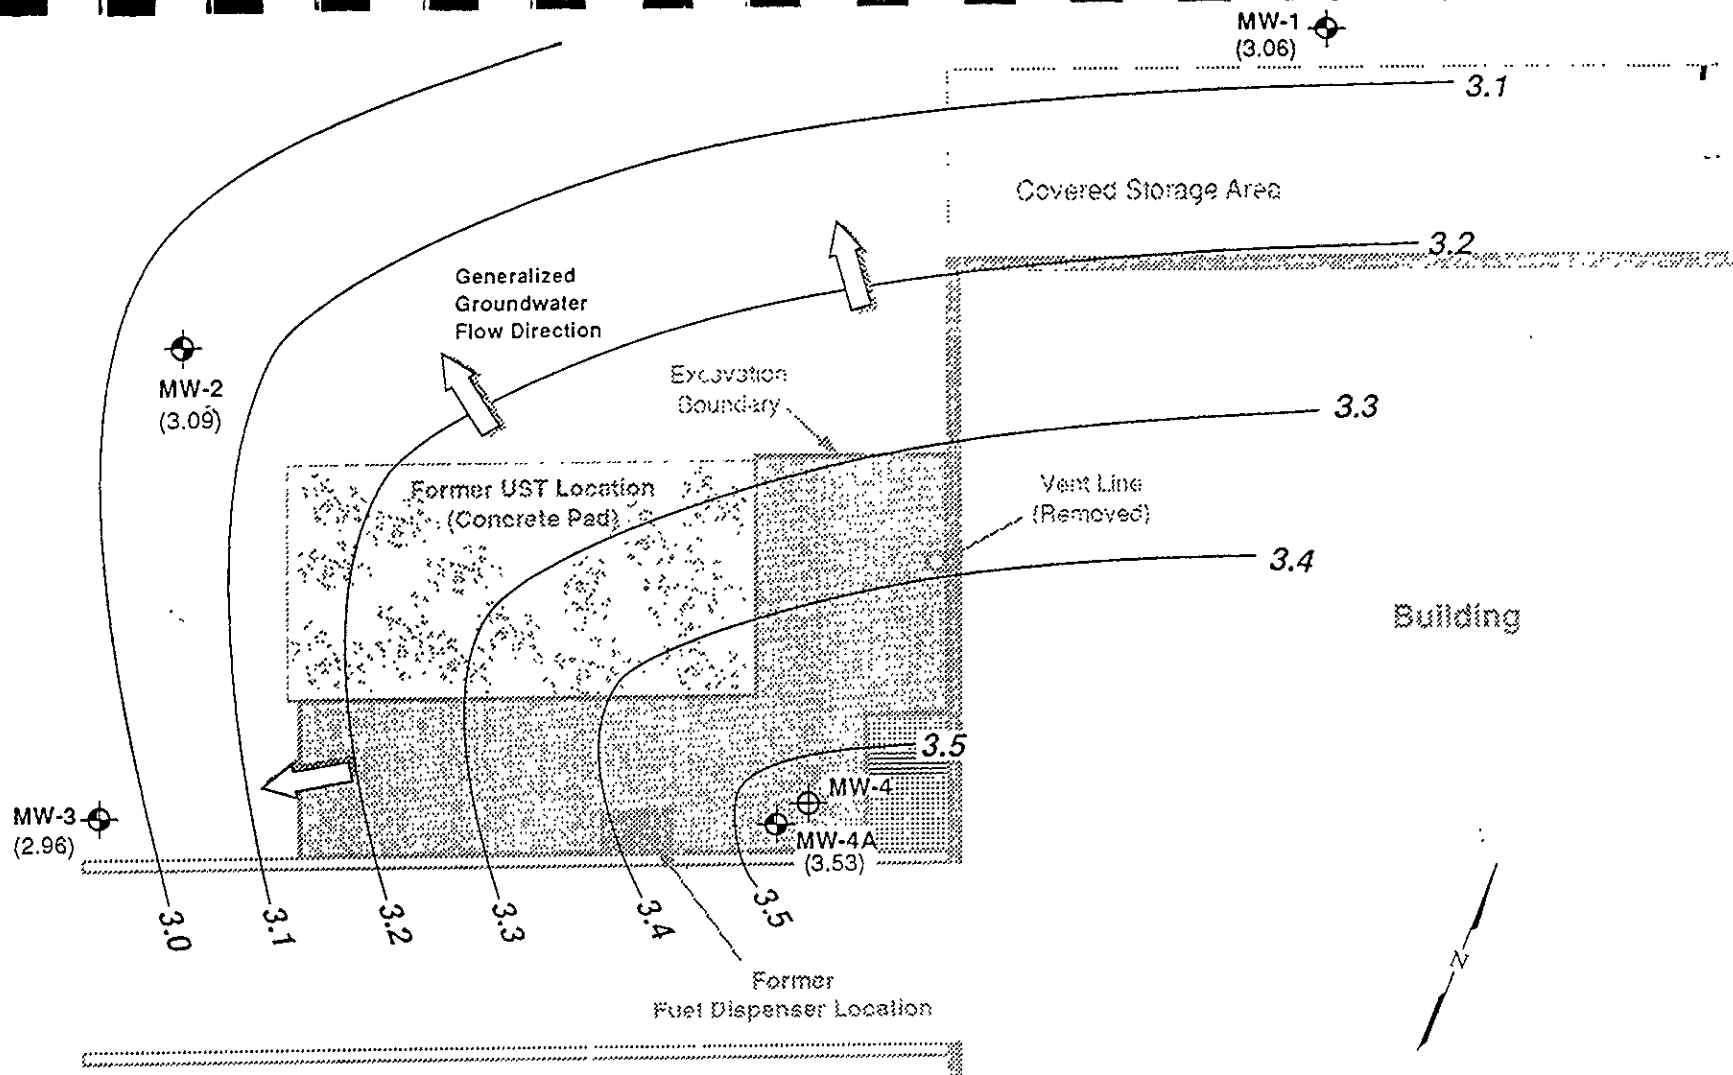 MW-1
(3.06)
3.1
Covered Storage Area
3.2
Generalized
Groundwater
Flow Direction
MW-2
(3.09)
Excavation
Boundary
3.3
Former UST Location
(Concrete Pad)
Vent Line
(Removed)
3.4
Building
3.5
MW-4
MW-3
(2.96)
MW-4A
(3.53)
3.0
3.1
3.2
3.3
3.4
3.5
N
Former
Fuel Dispenser Location